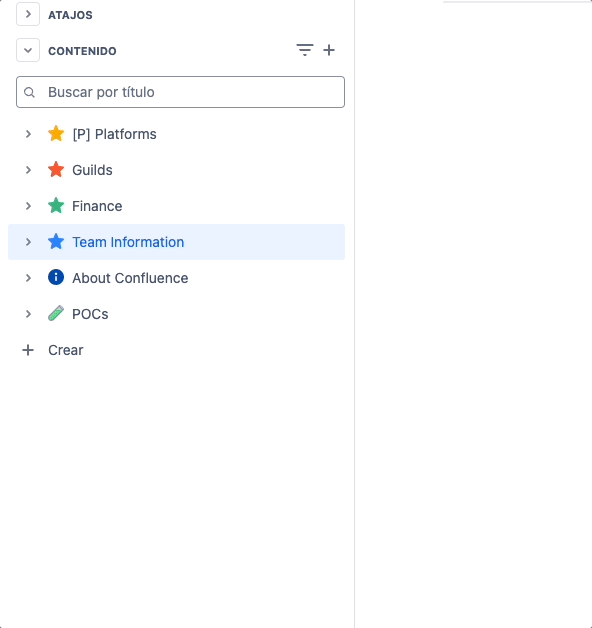 ATAJOS
CONTENIDO
Buscar por título
[P] Platforms
Guilds
Finance
Team Information
About Confluence
POCs
Crear